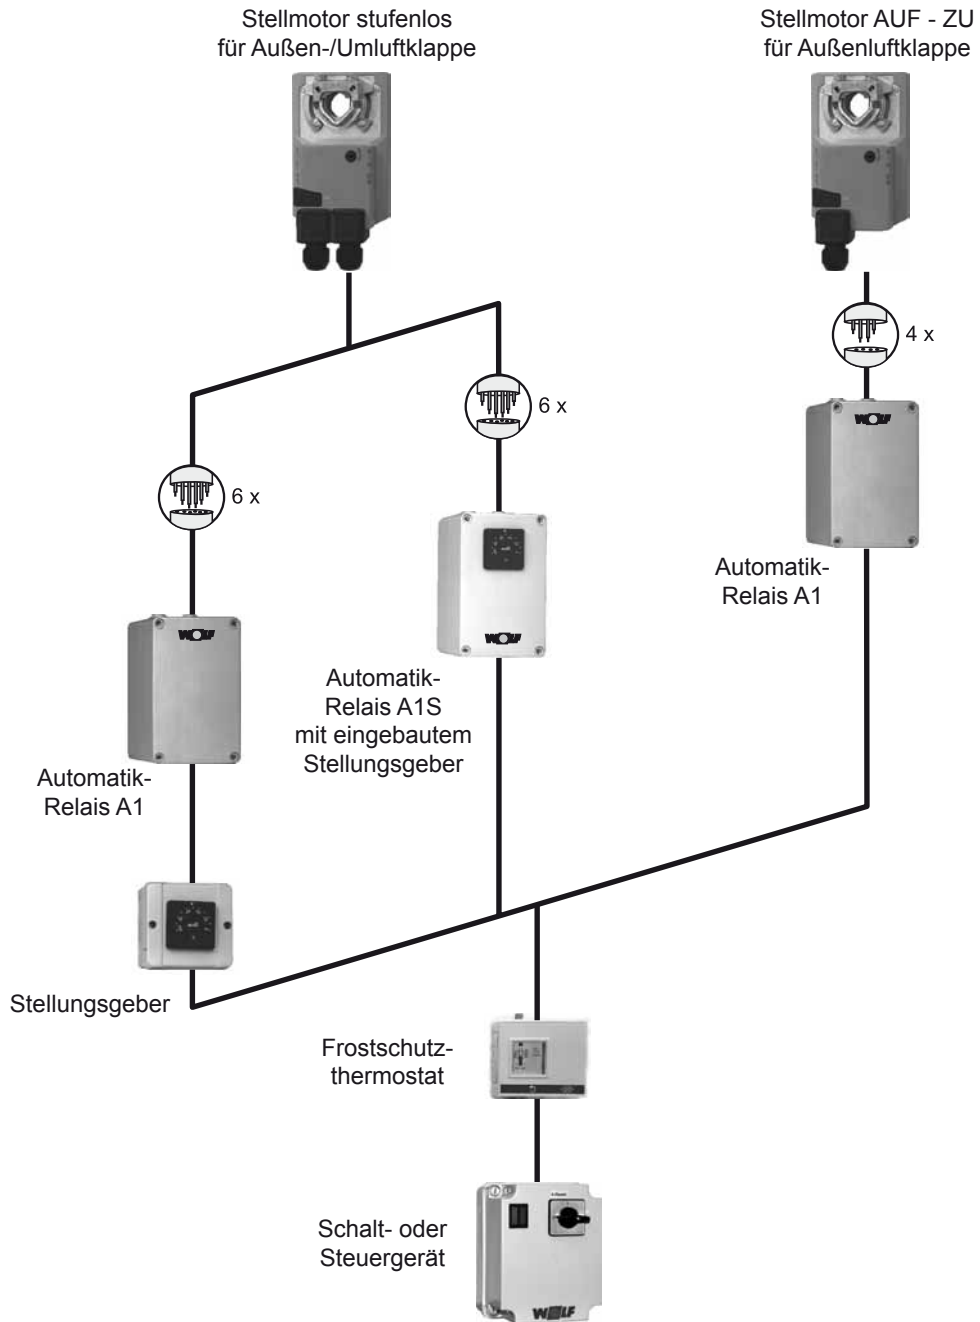 Stellmotor stufenlos
für Außen-/Umluftklappe
Stellmotor AUF - ZU
für Außenluftklappe
4 x
6 x
6 x
WOLF
Automatik-
Relais A1
WOLF
Automatik-
Relais A1S
mit eingebautem
Stellungsgeber
WOLF
Automatik-
Relais A1
Stellungsgeber
Frostschutz-
thermostat
Schalt- oder
Steuergerät
WOLF